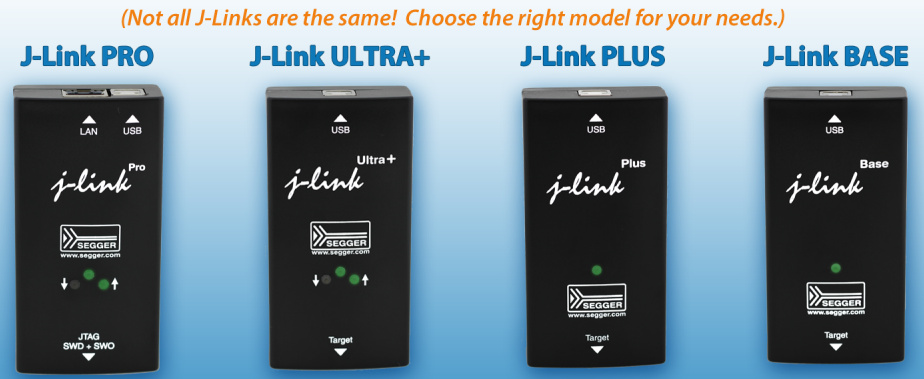 (Not all J-Links are the same!  Choose the right model for your needs.)
J-Link PRO
J-Link ULTRA+
J-Link PLUS
J-Link BASE
LAN
USB
Pro
j-link
SEGGER
www.segger.com
JTAG
SWD + SWO
USB
Ultra+
j-link
SEGGER
www.segger.com
Target
USB
Plus
j-link
SEGGER
www.segger.com
Target
USB
Base
j-link
SEGGER
www.segger.com
Target